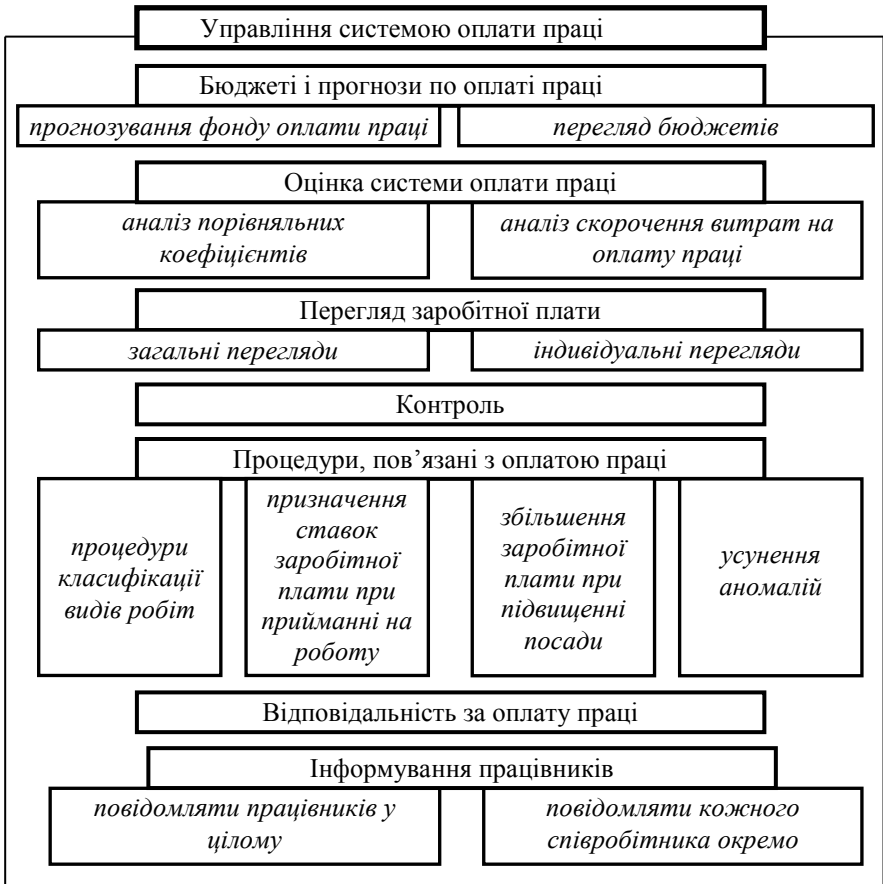 Управління системою оплати праці
Бюджеті і прогнози по оплаті праці
прогнозування фонду оплати праці
перегляд бюджетів
Оцінка системи оплати праці
аналіз порівняльних
коефіцієнтів
аналіз скорочення витрат на
оплату праці
Перегляд заробітної плати
загальні перегляди
індивідуальні перегляди
Контроль
Процедури, пов’язані з оплатою праці
процедури
класифікації
видів робіт
призначення
ставок
заробітної
плати при
прийманні на
роботу
збільшення
заробітної
плати при
підвищенні
посади
усунення
аномалій
Відповідальність за оплату праці
Інформування працівників
повідомляти працівників у
цілому
повідомляти кожного
співробітника окремо